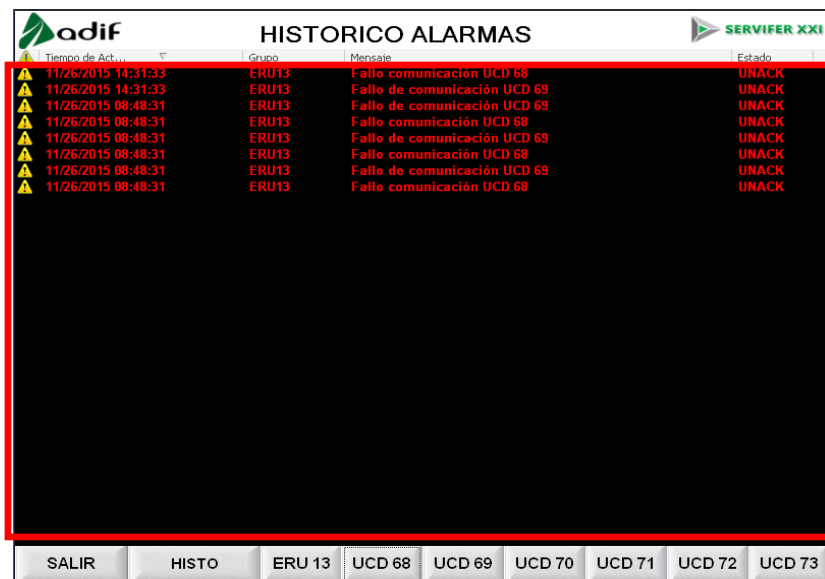 adif HISTORICO ALARMAS SERVIFER XXI
Tiempo de Act... Grupo Mensaje Estado
11/26/2015 14:31:33 ERU13 Fallo comunicación UCD 68 UNACK
11/26/2015 14:31:33 ERU13 Fallo de comunicación UCD 69 UNACK
11/26/2015 08:48:31 ERU13 Fallo de comunicación UCD 69 UNACK
11/26/2015 08:48:31 ERU13 Fallo comunicación UCD 68 UNACK
11/26/2015 08:48:31 ERU13 Fallo de comunicación UCD 69 UNACK
11/26/2015 08:48:31 ERU13 Fallo comunicación UCD 68 UNACK
11/26/2015 08:48:31 ERU13 Fallo de comunicación UCD 69 UNACK
11/26/2015 08:48:31 ERU13 Fallo comunicación UCD 68 UNACK
SALIR HISTO ERU 13 UCD 68 UCD 69 UCD 70 UCD 71 UCD 72 UCD 73